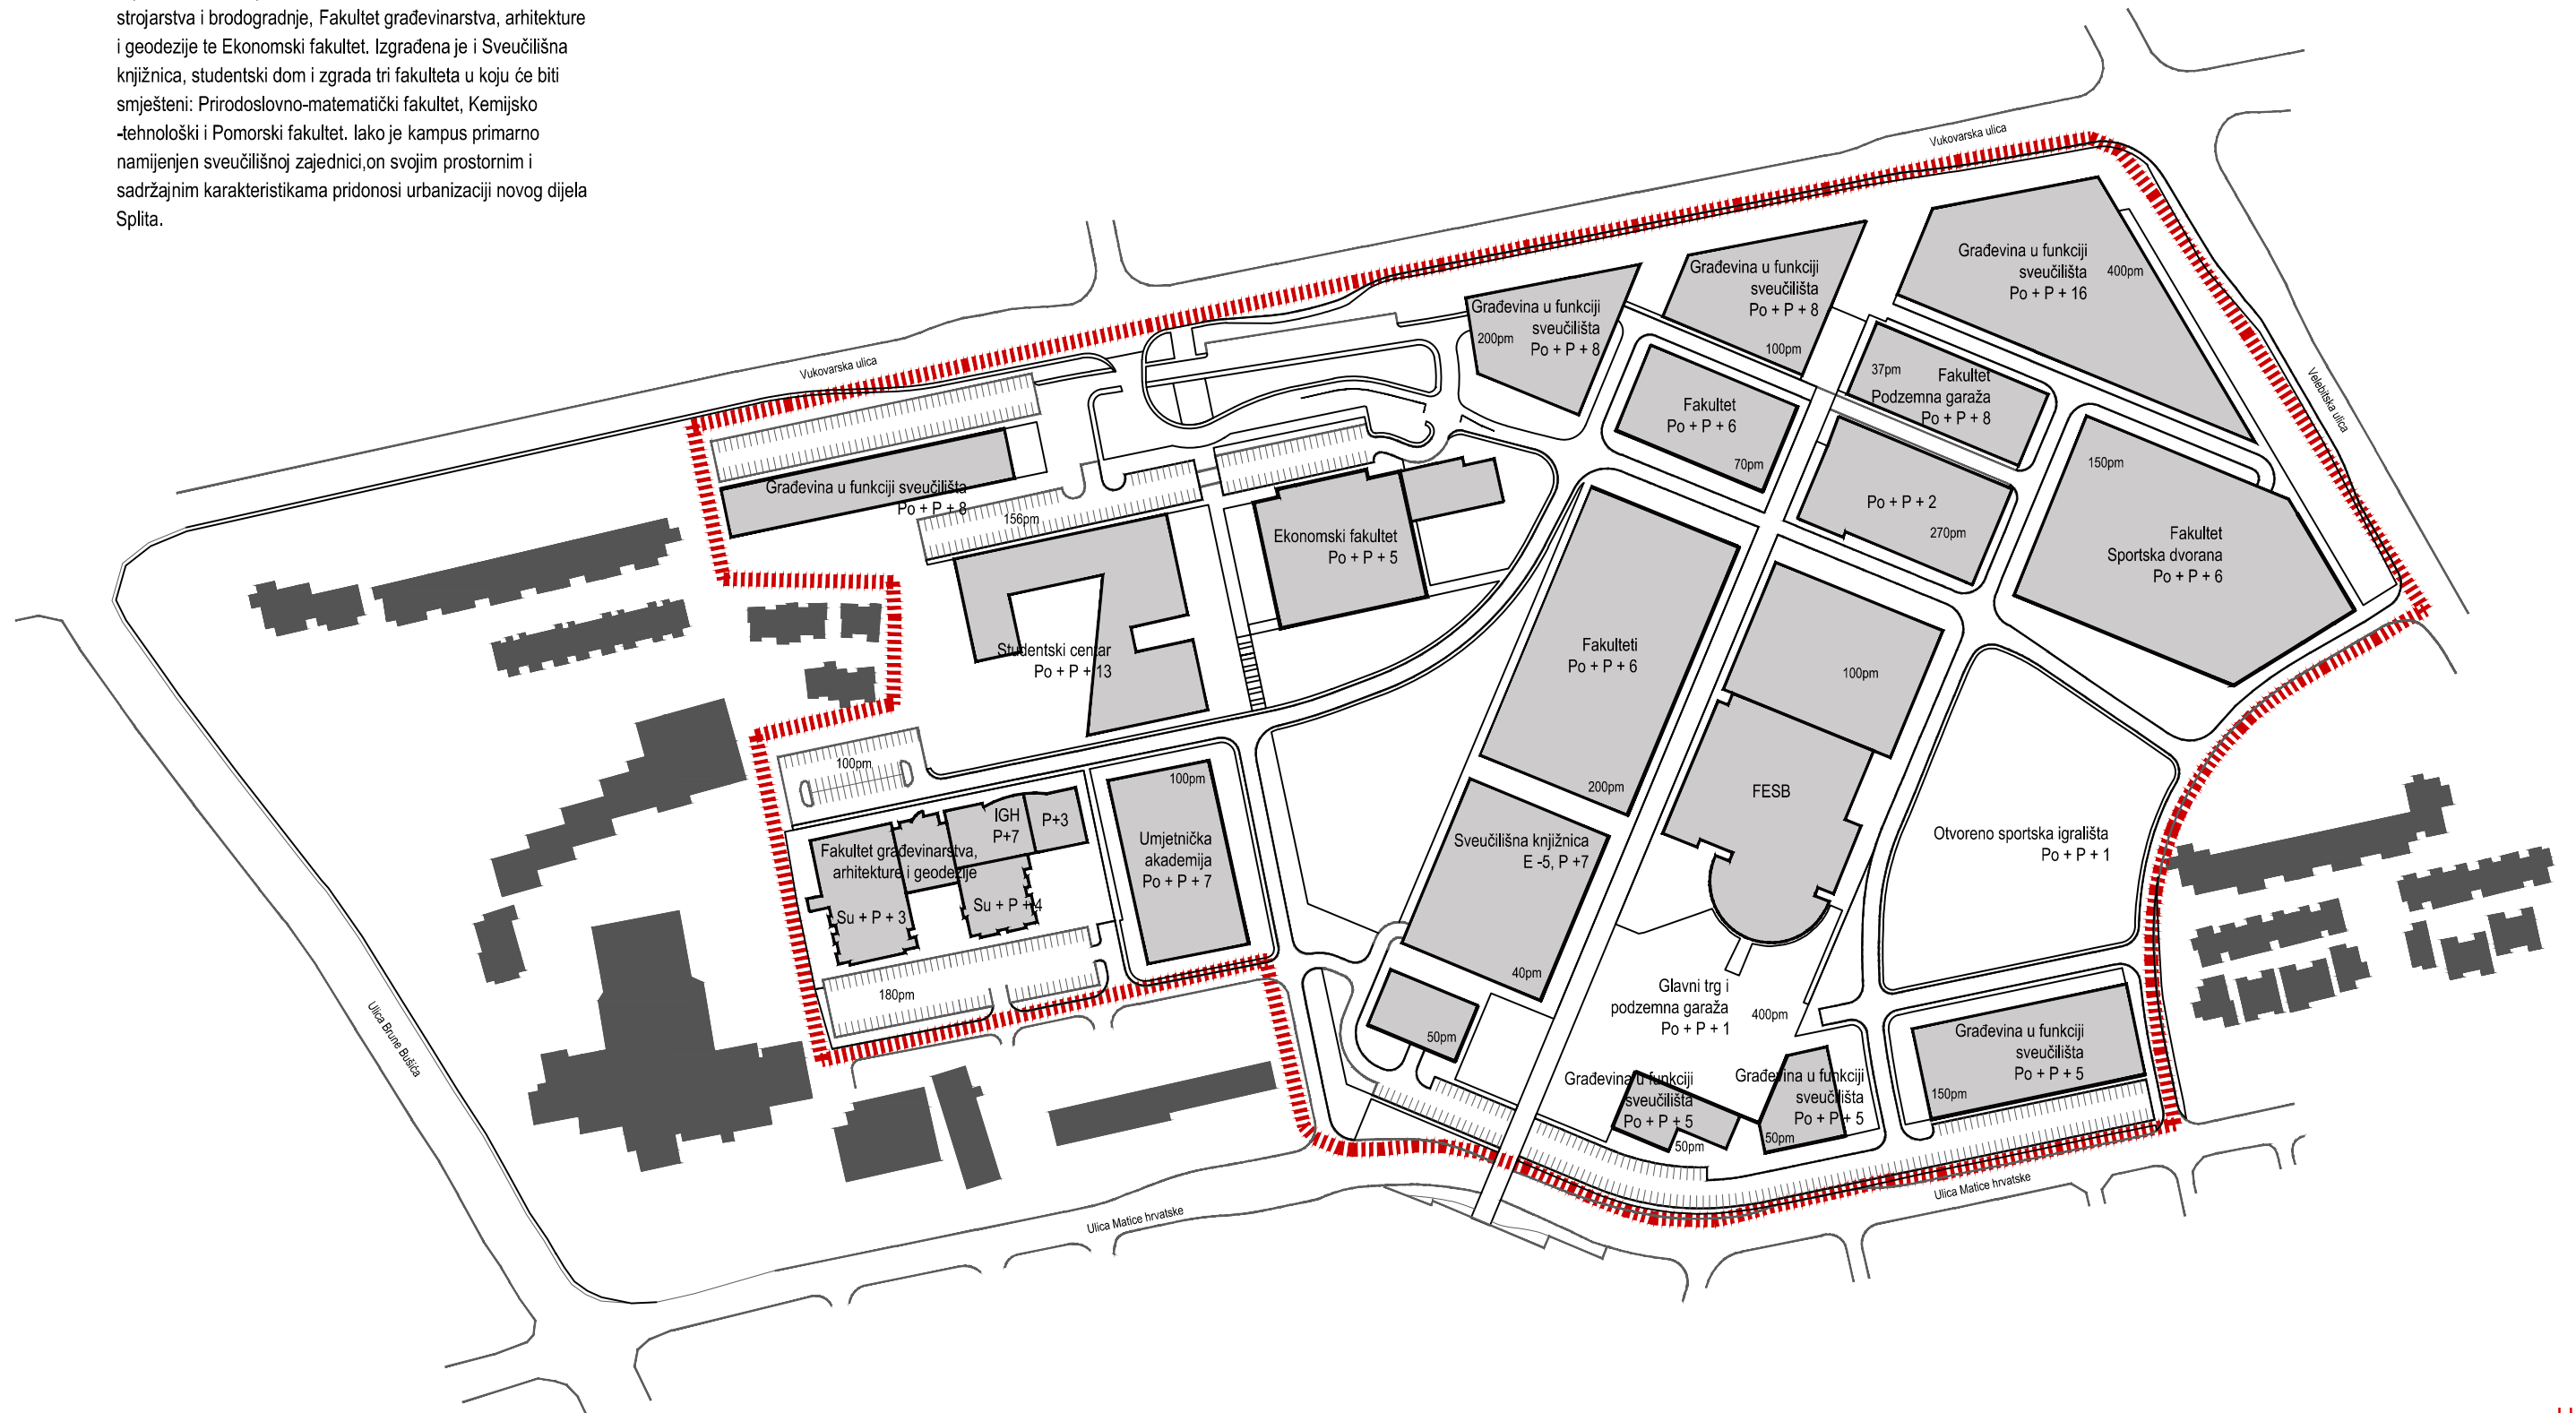 strojarstva i brodogradnje, Fakultet građevinarstva, arhitekture
i geodezije te Ekonomski fakultet. Izgrađena je i Sveučilišna
knjižnica, studentski dom i zgrada tri fakulteta u koju će biti
smješteni: Prirodoslovno-matematički fakultet, Kemijsko
-tehnološki i Pomorski fakultet. Iako je kampus primarno
namijenjen sveučilišnoj zajednici,on svojim prostornim i
sadržajnim karakteristikama pridonosi urbanizaciji novog dijela
Splita.
Vukovarska ulica
Vukovarska ulica
Velebitska ulica
Građevina u funkciji
sveučilišta
Po + P + 16
400pm
Građevina u funkciji
sveučilišta
Po + P + 8
100pm
Građevina u funkciji
sveučilišta
Po + P + 8
200pm
37pm
Fakultet
Podzemna garaža
Po + P + 8
Fakultet
Po + P + 6
70pm
Po + P + 2
270pm
150pm
Fakultet
Sportska dvorana
Po + P + 6
Građevina u funkciji sveučilišta
Po + P + 8
156pm
Ekonomski fakultet
Po + P + 5
Studentski centar
Po + P + 13
Fakulteti
Po + P + 6
200pm
100pm
FESB
100pm
100pm
IGH
P+7
P+3
Fakultet građevinarstva,
arhitekture i geodezije
Su + P + 3
Su + P + 4
Umjetnička
akademija
Po + P + 7
180pm
Sveučilišna knjižnica
E -5, P +7
40pm
50pm
Otvoreno sportska igrališta
Po + P + 1
Glavni trg i
podzemna garaža
Po + P + 1
400pm
Građevina u funkciji
sveučilišta
Po + P + 5
50pm
Građevina u funkciji
sveučilišta
Po + P + 5
50pm
Građevina u funkciji
sveučilišta
Po + P + 5
150pm
Ulica Brune Bušića
Ulica Matice hrvatske
Ulica Matice hrvatske